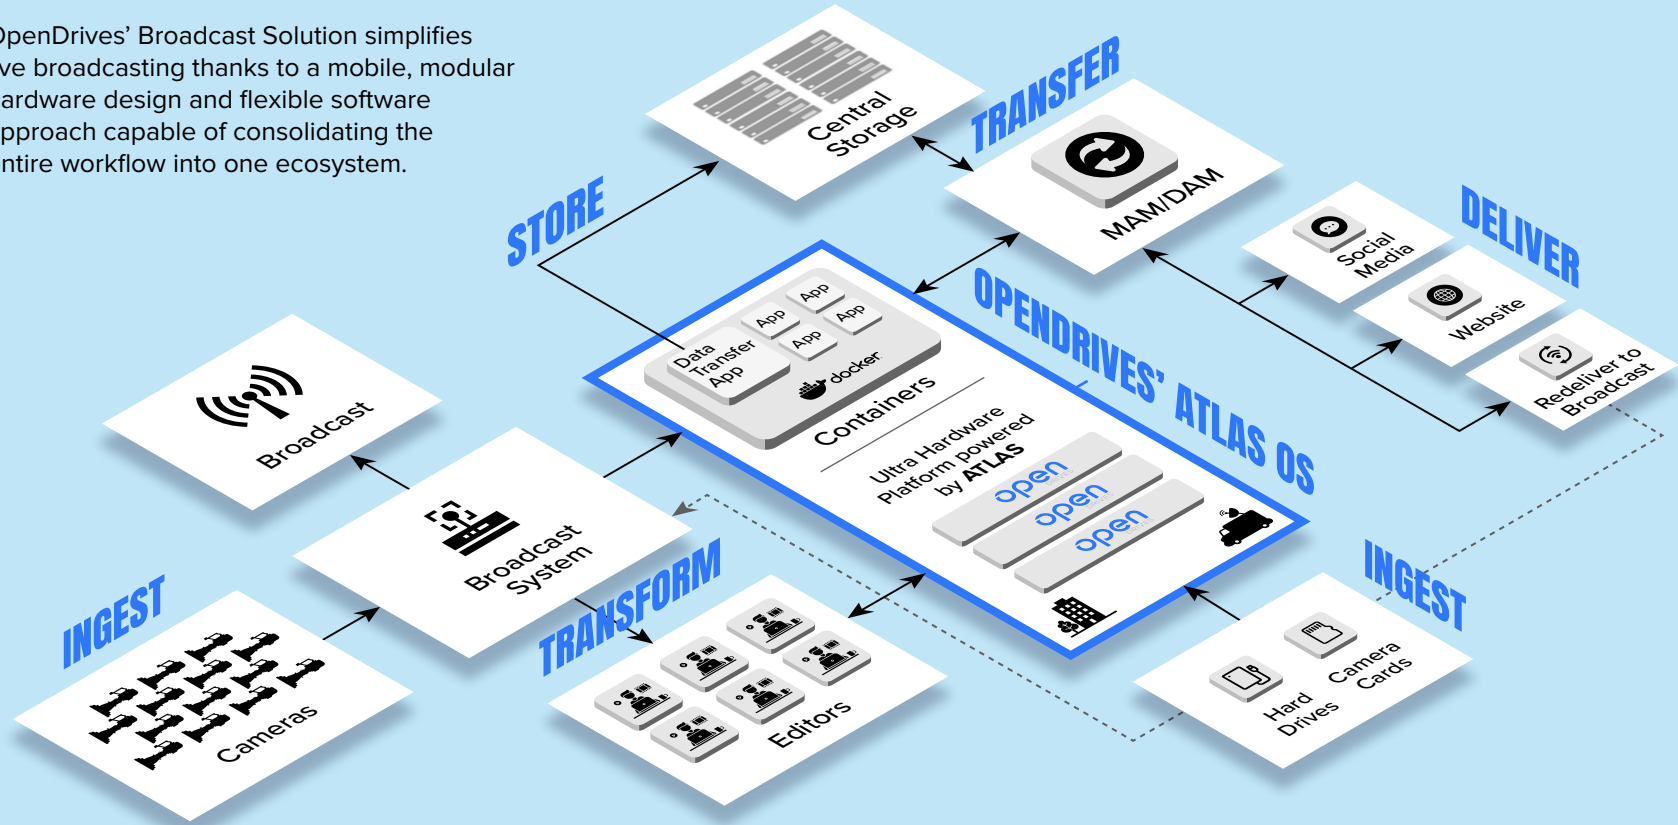 OpenDrives’ Broadcast Solution simplifies
ive broadcasting thanks to a mobile, modular
ardware design and flexible software
pproach capable of consolidating the
ntire workflow into one ecosystem.
Central
Storage
TRANSFER
MAM/DAM
STORE
Social
Media
DELIVER
Website
Redeliver to
Broadcast
OPENDRIVES’ ATLAS OS
Data
Transfer
App
App
App
App
App
docker
Containers
Ultra Hardware
Platform powered
by ATLAS
open
open
open
Broadcast
Broadcast
System
INGEST
Cameras
TRANSFORM
Editors
INGEST
Hard
Drives
Camera
Cards